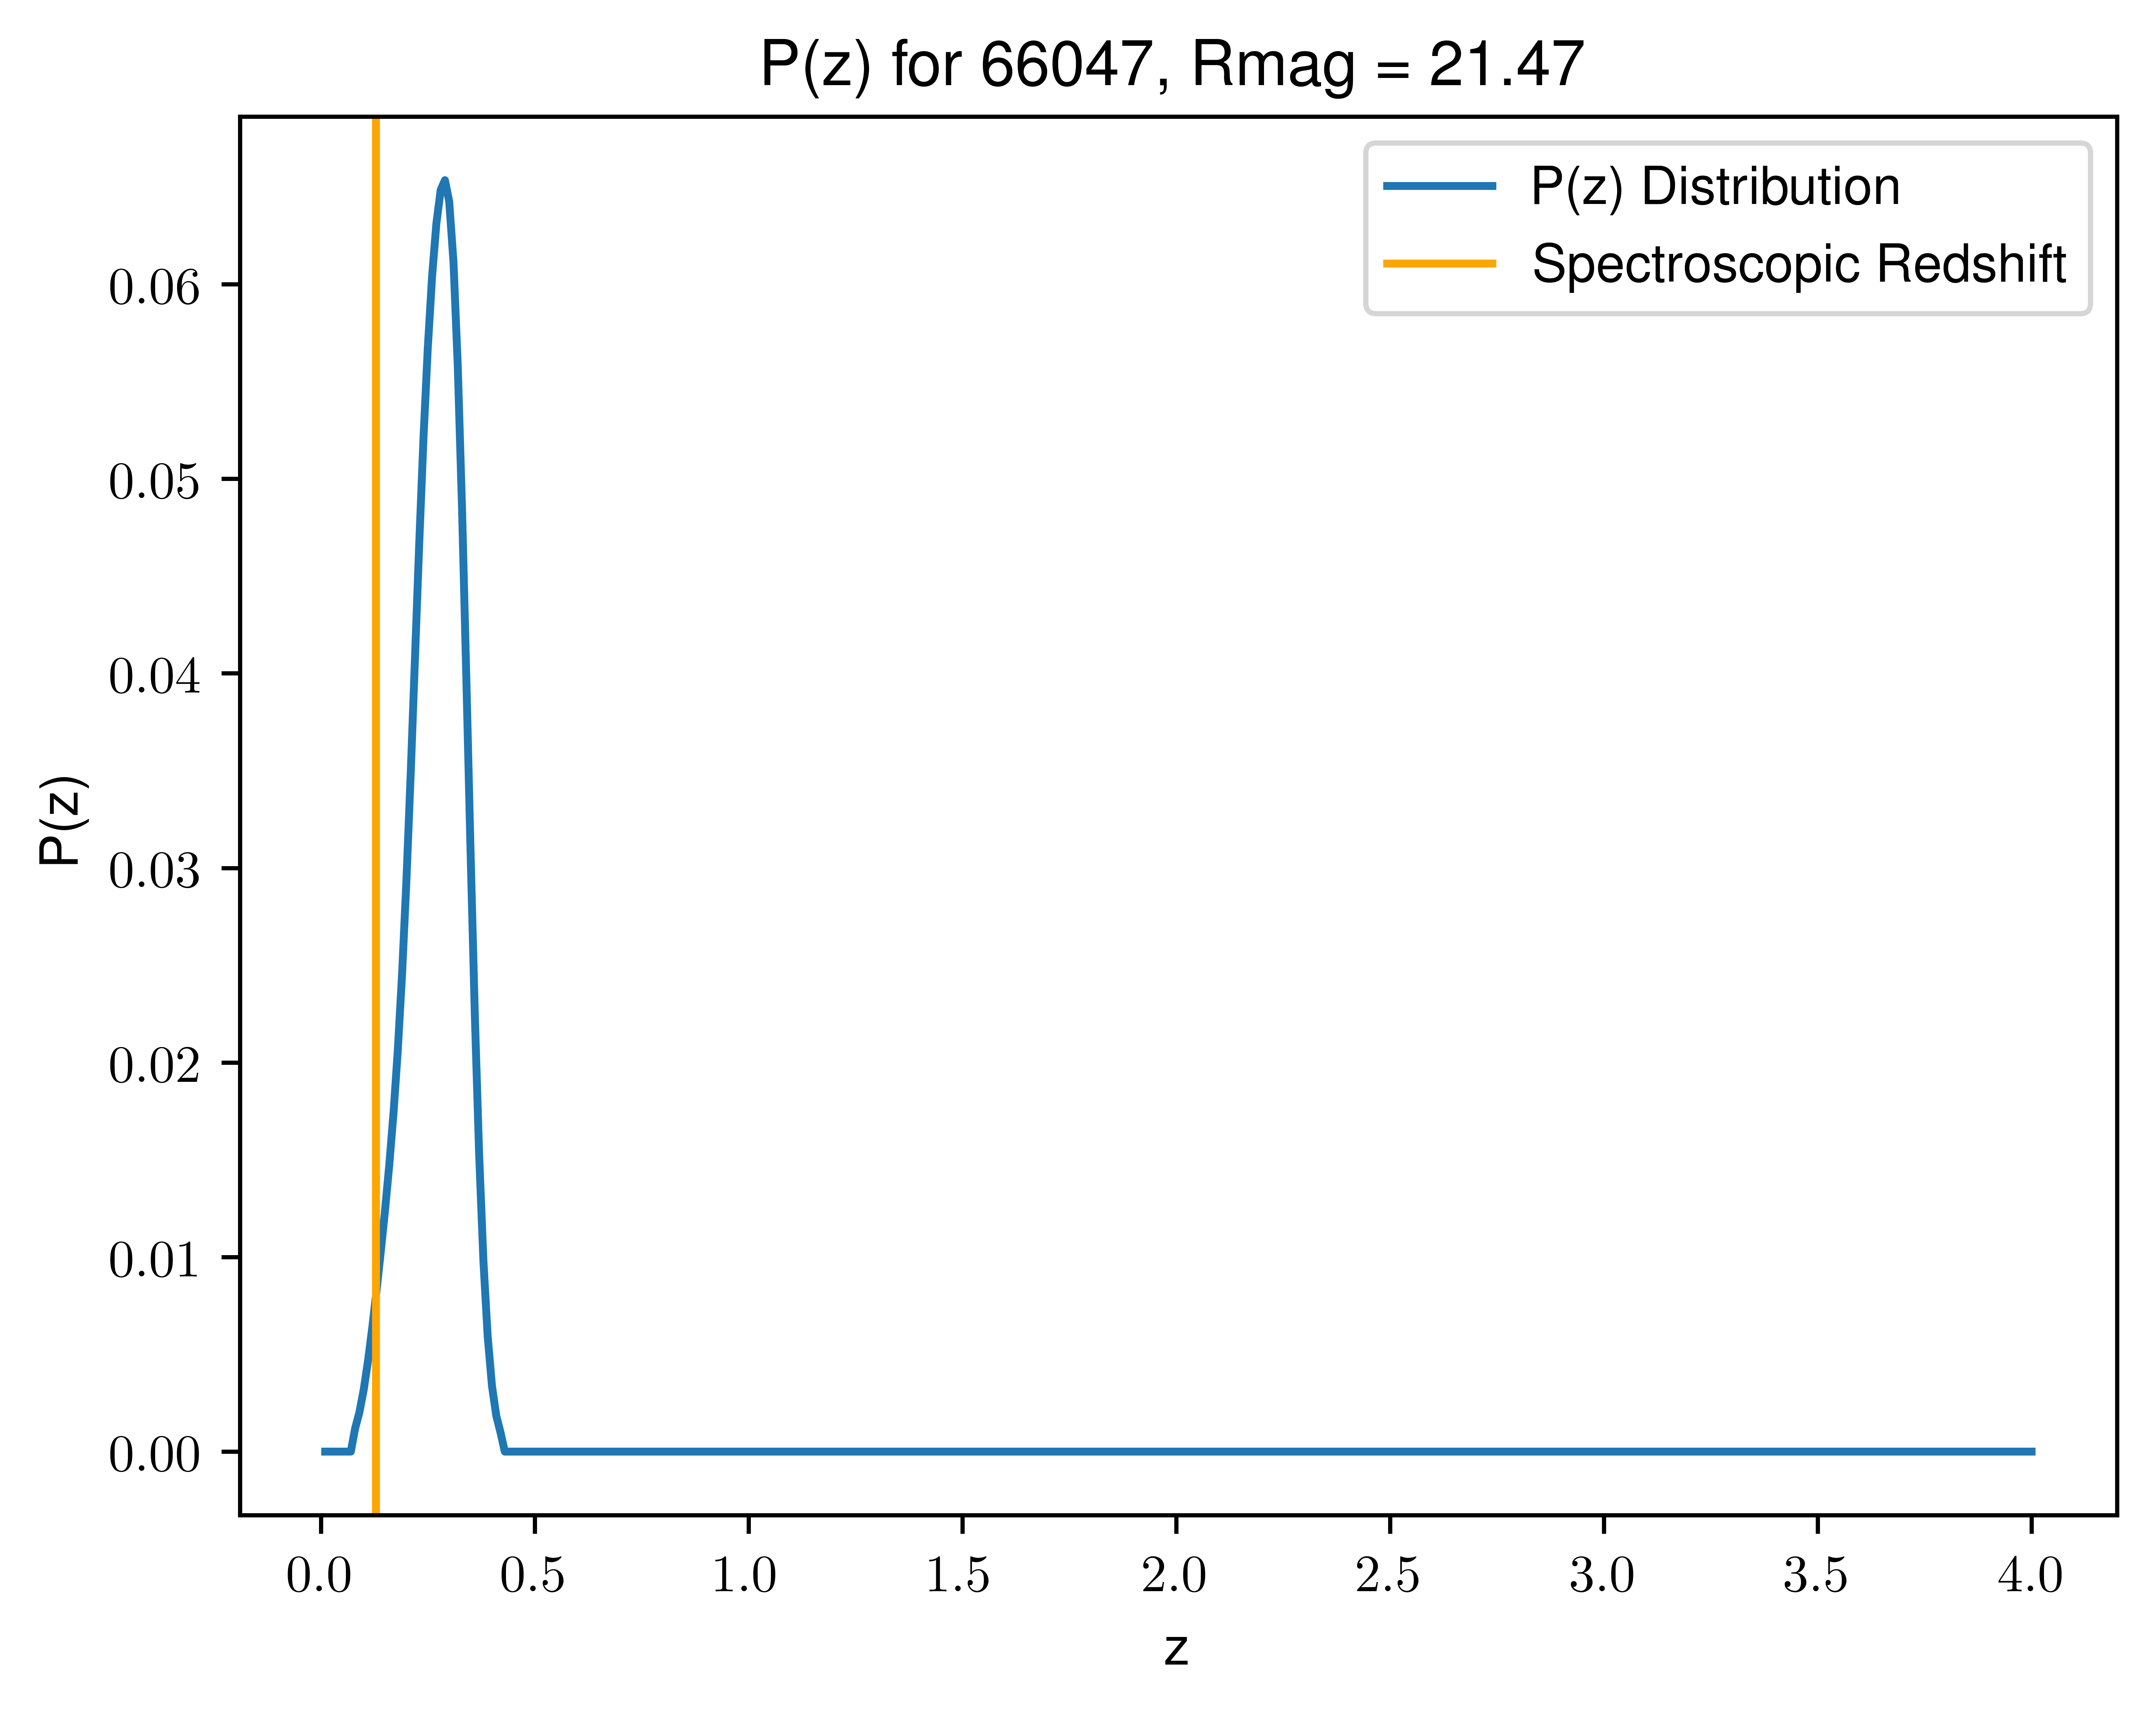 P(z) for 66047, Rmag = 21.47
P(z) Distribution
Spectroscopic Redshift
P(z)
0.06
0.05
0.04
0.03
0.02
0.01
0.00
0.0 0.5 1.0 1.5 2.0 2.5 3.0 3.5 4.0
z